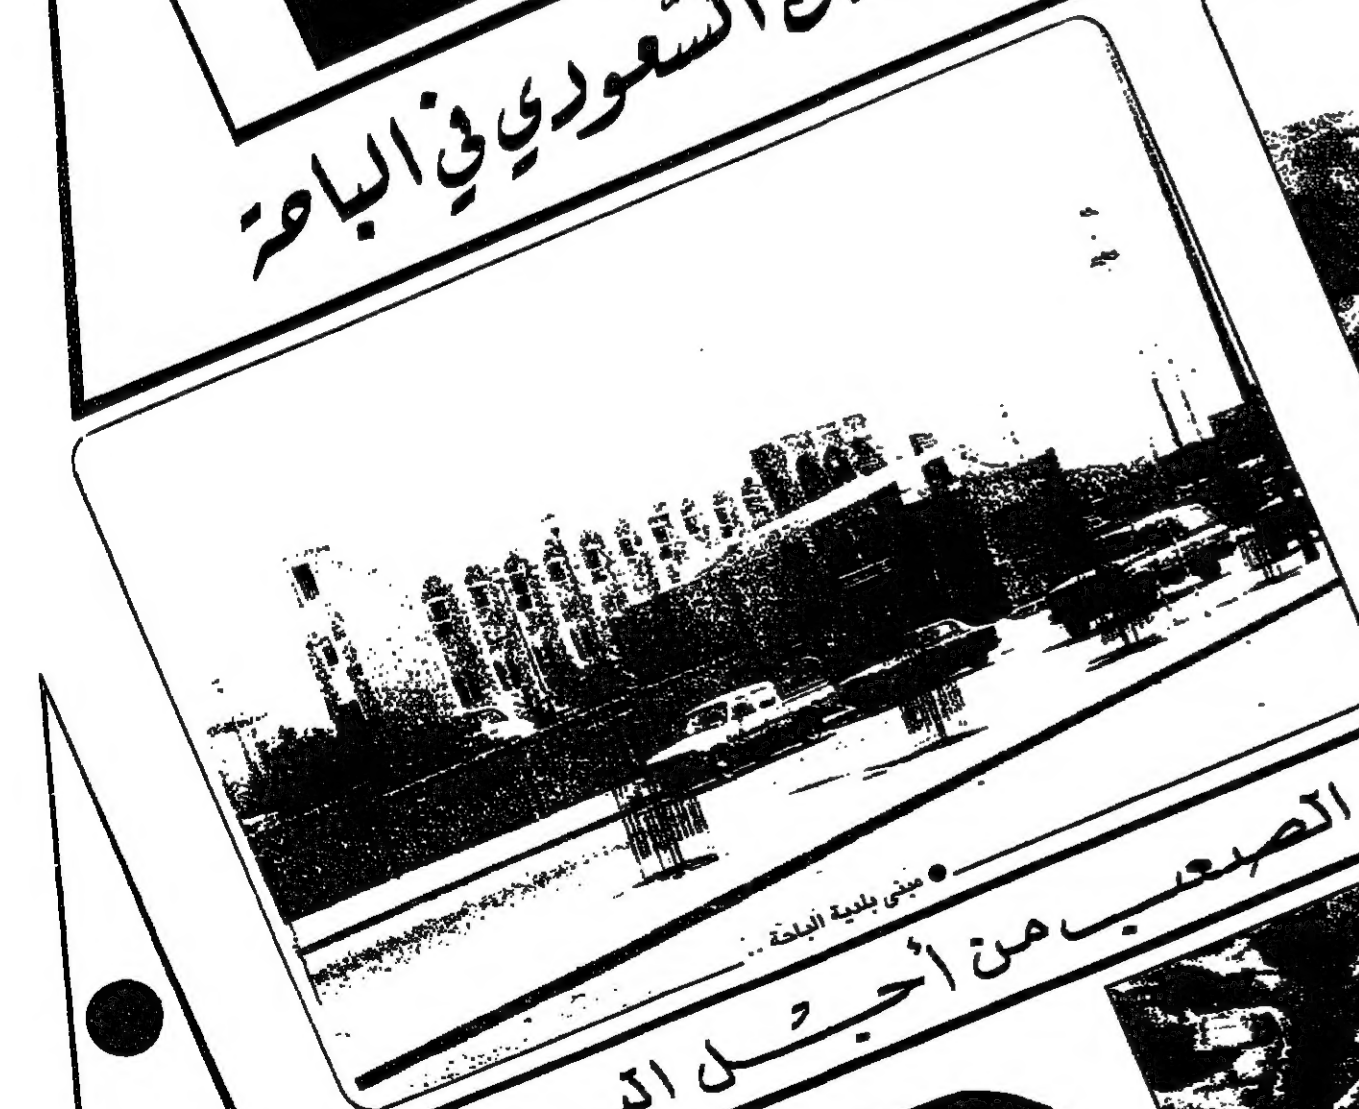 السعودي في الباحة
مبنى بلدية الباحة ..
الصعب من أجل